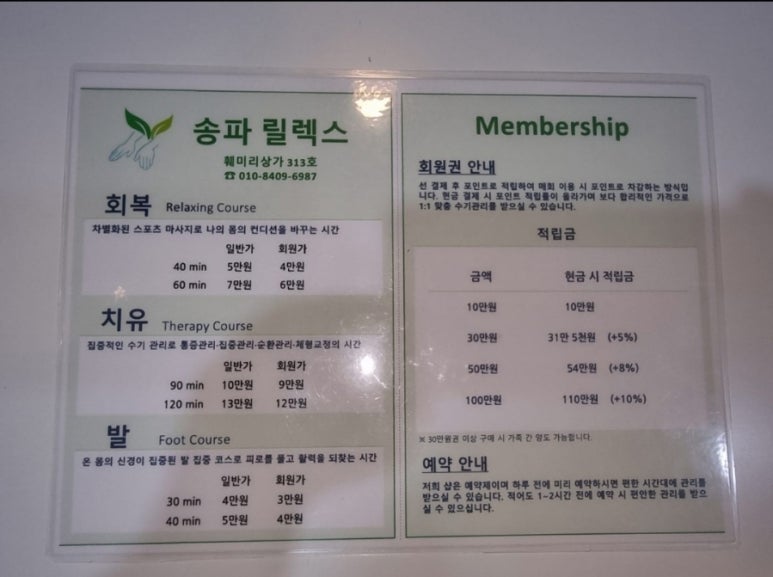 송파 릴렉스
훼미리상가 313호
☎ 010-8409-6987
회복 Relaxing Course
차별화된 스포츠 마사지로 나의 몸의 컨디션을 바꾸는 시간
일반가 회원가
40 min 5만원 4만원
60 min 7만원 6만원
치유 Therapy Course
집중적인 수기 관리로 통증관리·집중관리·순환관리·체형교정의 시간
일반가 회원가
90 min 10만원 9만원
120 min 13만원 12만원
발 Foot Course
온 몸의 신경이 집중된 발 집중 코스로 피로를 풀고 활력을 되찾는 시간
일반가 회원가
30 min 4만원 3만원
40 min 5만원 4만원
Membership
회원권 안내
선 결제 후 포인트로 적립하여 매회 이용 시 포인트로 차감하는 방식입
니다. 현금 결제 시 포인트 적립률이 올라가며 보다 합리적인 가격으로
1:1 맞춤 수기관리를 받으실 수 있습니다.
적립금
금액 현금 시 적립금
10만원 10만원
30만원 31만 5천원 (+5%)
50만원 54만원 (+8%)
100만원 110만원 (+10%)
※ 30만원권 이상 구매 시 가족 간 양도 가능합니다.
예약 안내
저희 샵은 예약제이며 하루 전에 미리 예약하시면 편한 시간대에 관리를
받으실 수 있습니다. 적어도 1~2시간 전에 예약 시 편안한 관리를 받으
실 수 있으십니다.